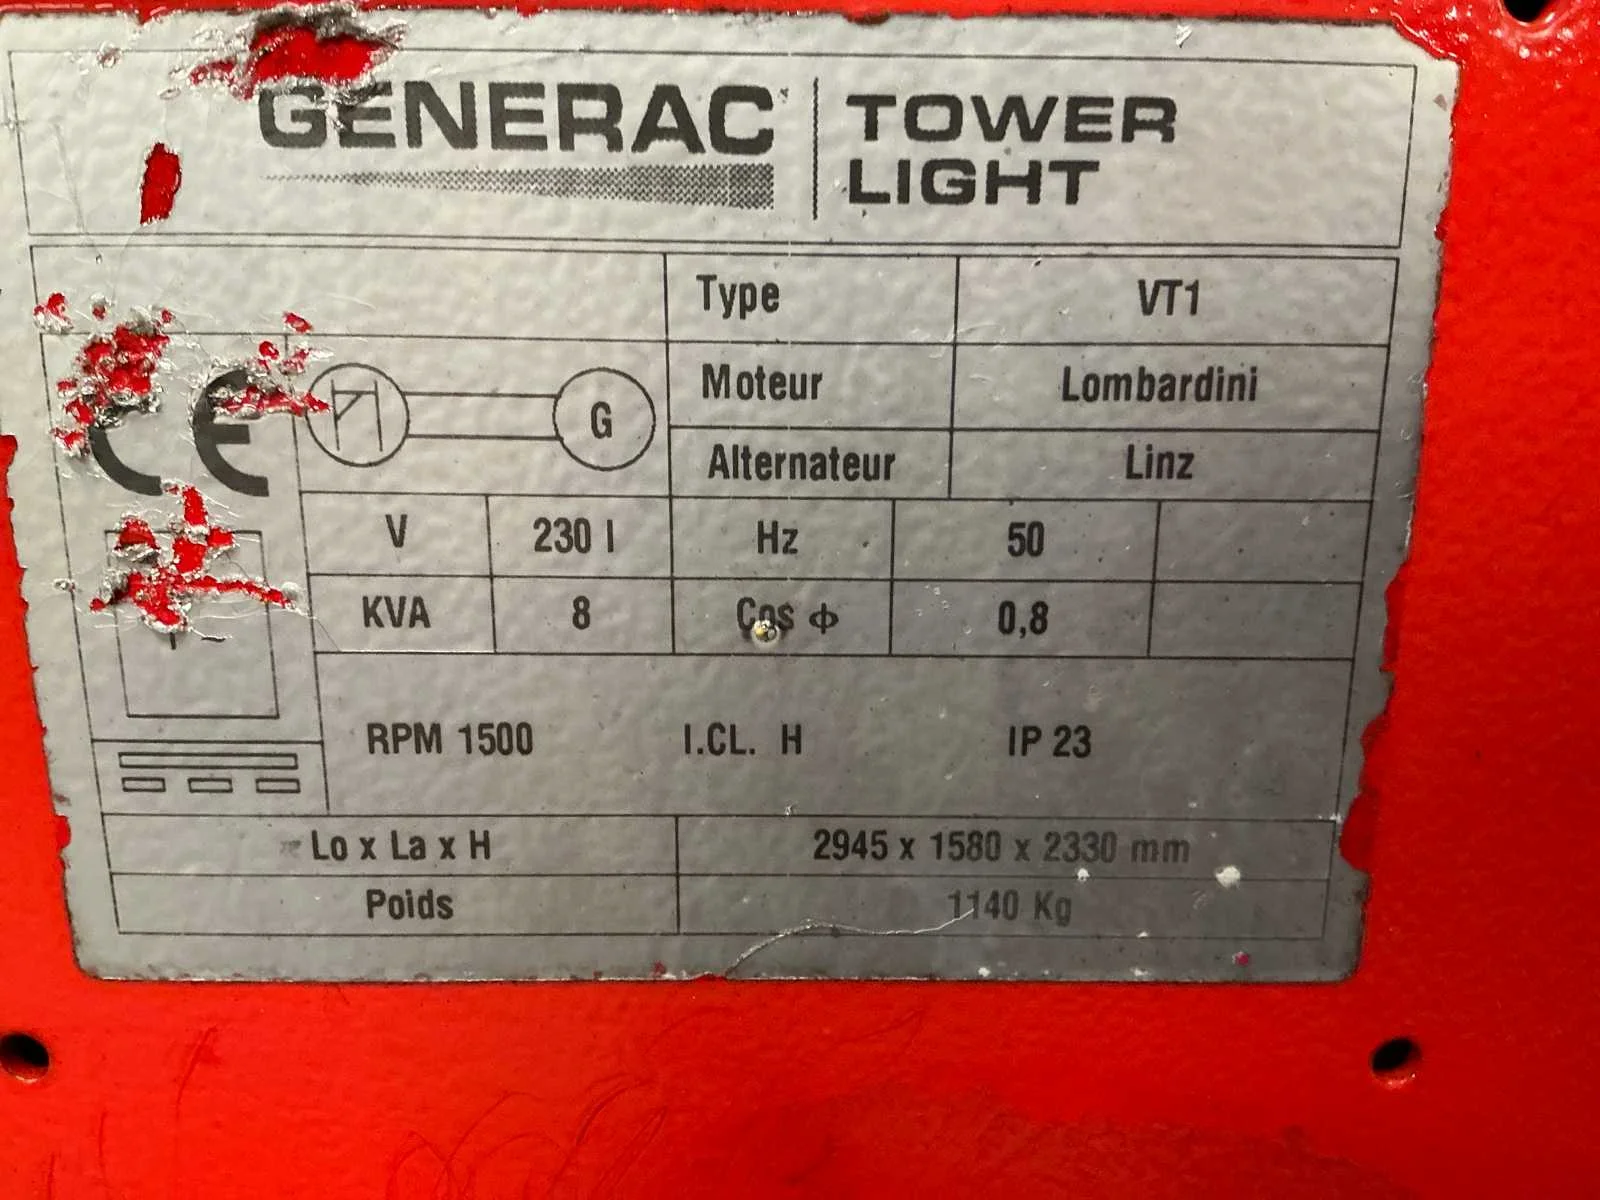 GENERAC
TOWER
LIGHT
Type VT1
Moteur Lombardini
CE
G
Alternateur Linz
V 230 I Hz 50
KVA 8 Cos ϕ 0,8
RPM 1500 I.CL. H IP 23
Lo x La x H 2945 x 1580 x 2330 mm
Poids 1140 Kg